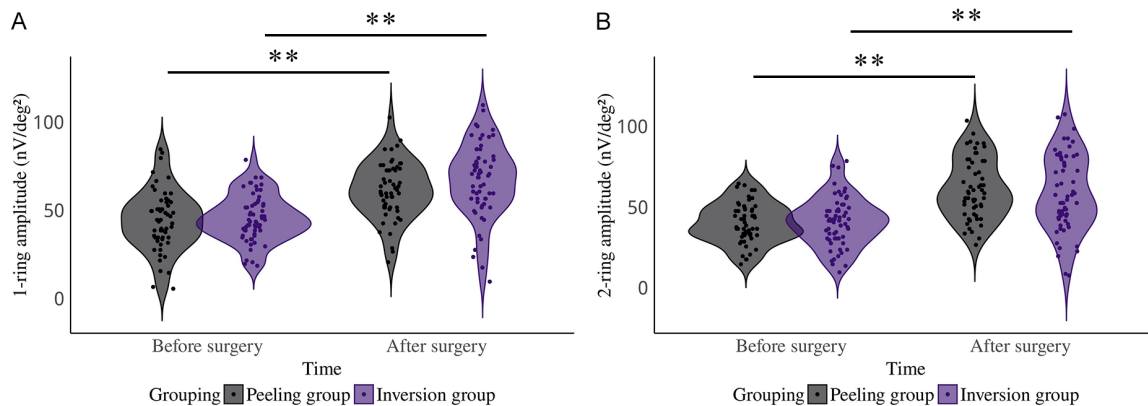 A
**
**
1-ring amplitude (nV/deg²)
100
50
0
Before surgery
After surgery
Time
Grouping Peeling group Inversion group
B
**
**
2-ring amplitude (nV/deg²)
100
50
0
Before surgery
After surgery
Time
Grouping Peeling group Inversion group